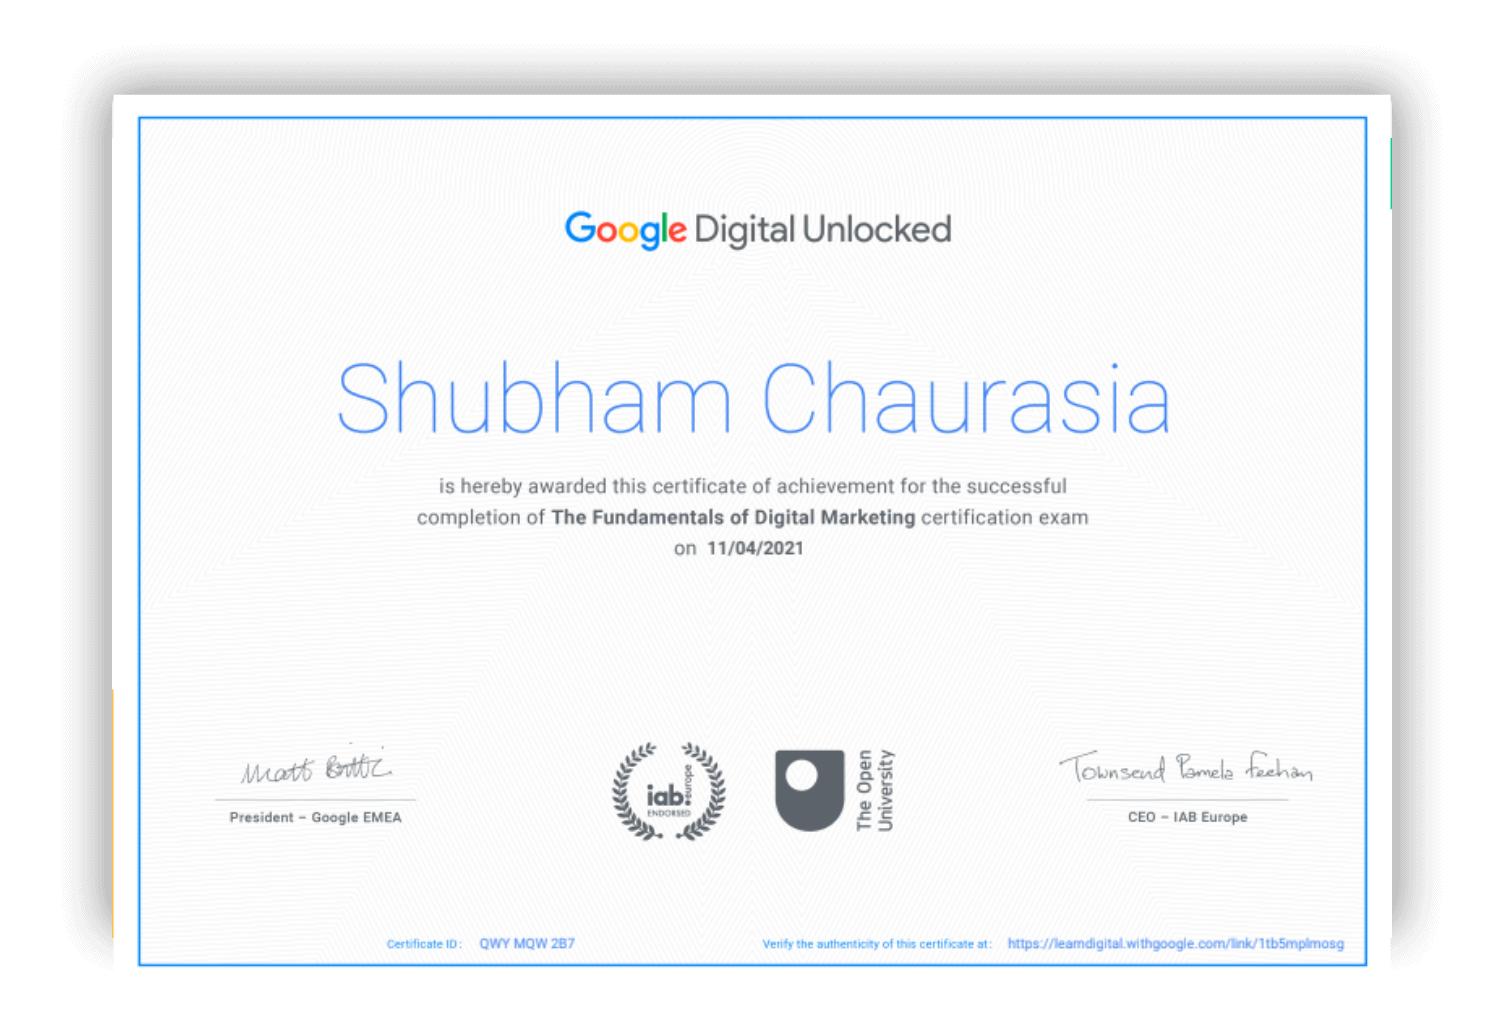 Google Digital Unlocked
Shubham Chaurasia
is hereby awarded this certificate of achievement for the successful
completion of The Fundamentals of Digital Marketing certification exam
on 11/04/2021
Matt
President – Google EMEA
iab.europe
ENDORSED
The Open
University
Townsend Pamela Feehan
CEO – IAB Europe
Certificate ID: QWY MQW 2B7
Verify the authenticity of this certificate at: https://learndigital.withgoogle.com/link/1tb5mplmosg